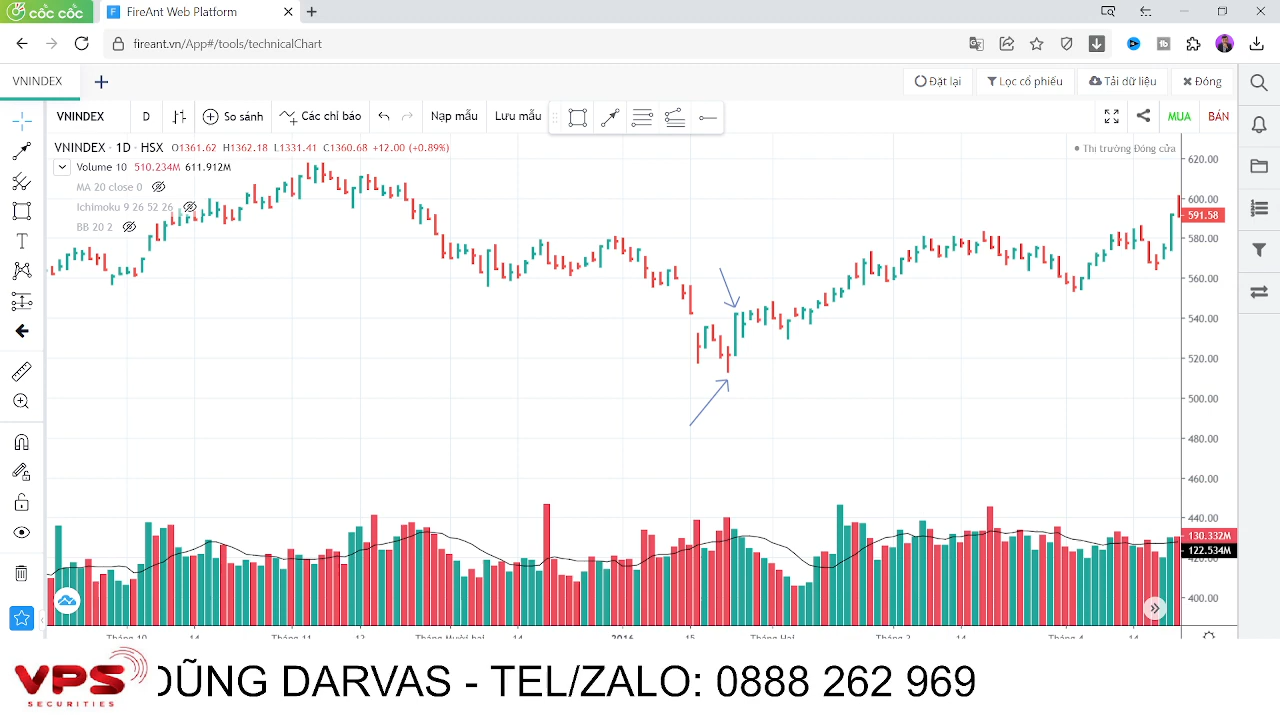 cốc cốc
FireAnt Web Platform
fireant.vn/App#/tools/technicalChart
VNINDEX
Đặt lại
Lọc cổ phiếu
Tải dữ liệu
Đóng
VNINDEX
D
So sánh
Các chỉ báo
Nạp mẫu
Lưu mẫu
MUA
BÁN
VNINDEX · 1D · HSX O1361.62 H1362.18 L1331.41 C1360.68 +12.00 (+0.89%)
Thị trường Đóng cửa
Volume 10 510.234M 611.912M
MA 20 close 0
Ichimoku 9 26 52 26
BB 20 2
620.00
600.00
591.58
580.00
560.00
540.00
520.00
500.00
480.00
460.00
440.00
130.332M
122.534M
420.00
400.00
Tháng 10 14 Tháng 11 12 Tháng Mười hai 14 2016 15 Tháng Hai Tháng 3 14 Tháng 4 14
VPS
SECURITIES
DŨNG DARVAS - TEL/ZALO: 0888 262 969